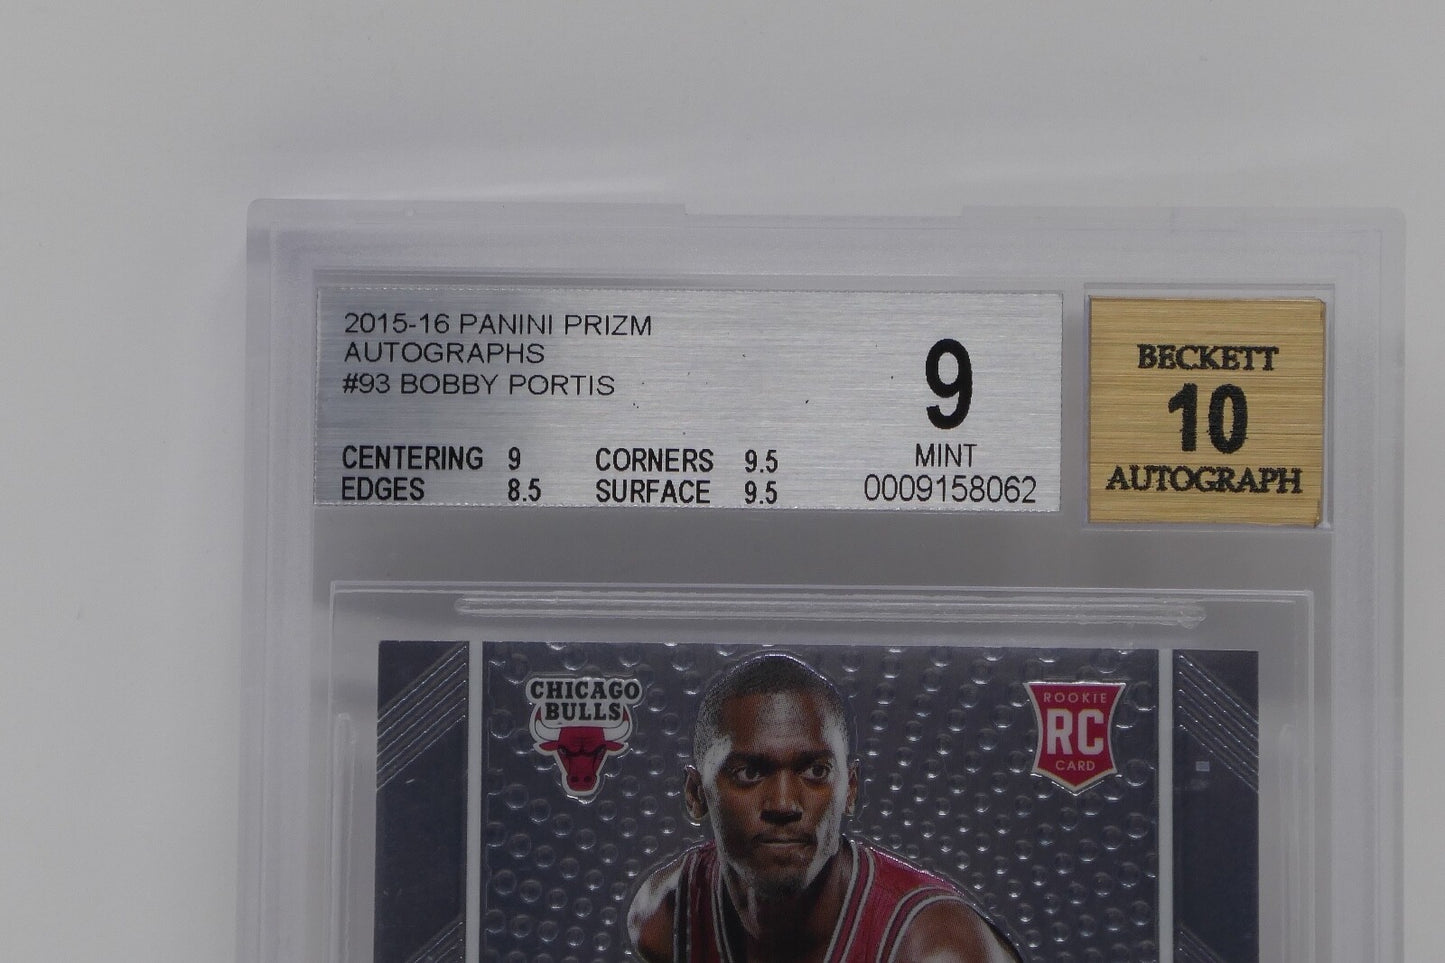 2015-16 PANINI PRIZM
AUTOGRAPHS
#93 BOBBY PORTIS
CENTERING 9 CORNERS 9.5
EDGES 8.5 SURFACE 9.5
9
MINT
0009158062
BECKETT
10
AUTOGRAPH
CHICAGO
BULLS
ROOKIE
RC
CARD